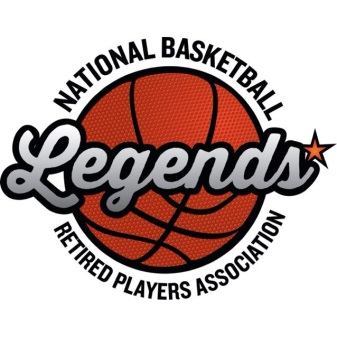 NATIONAL BASKETBALL
Legends
RETIRED PLAYERS ASSOCIATION